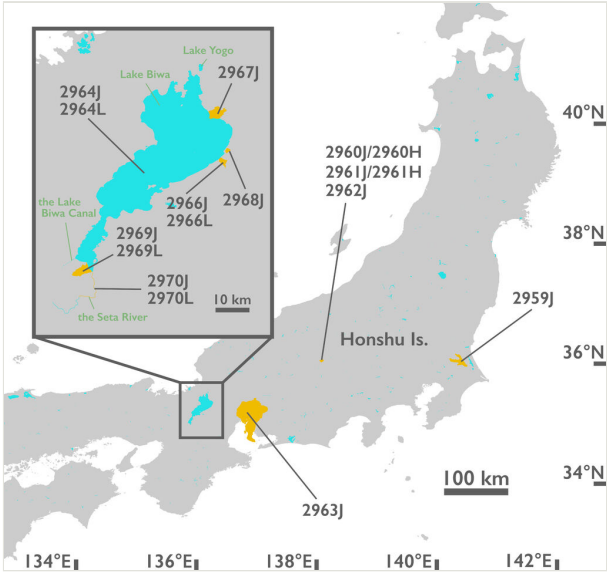 Lake Yogo
Lake Biwa
2967J
2964J
2964L
2966J
2966L
2968J
the Lake
Biwa Canal
2969J
2969L
2970J
2970L
10 km
the Seta River
2960J/2960H
2961J/2961H
2962J
40°N
38°N
2959J
Honshu Is.
36°N
100 km
34°N
2963J
134°E
136°E
138°E
140°E
142°E